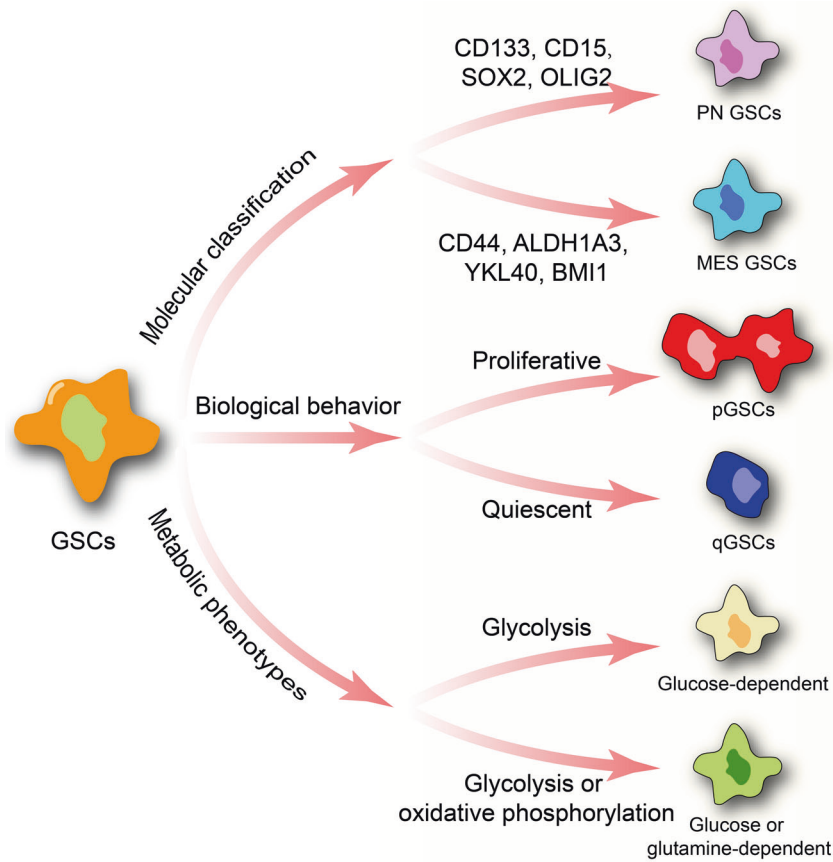 CD133, CD15,
SOX2, OLIG2
PN GSCs
Molecular classification
CD44, ALDH1A3,
YKL40, BMI1
MES GSCs
Proliferative
pGSCs
Biological behavior
GSCs
Quiescent
qGSCs
Metabolic phenotypes
Glycolysis
Glucose-dependent
Glycolysis or
oxidative phosphorylation
Glucose or
glutamine-dependent